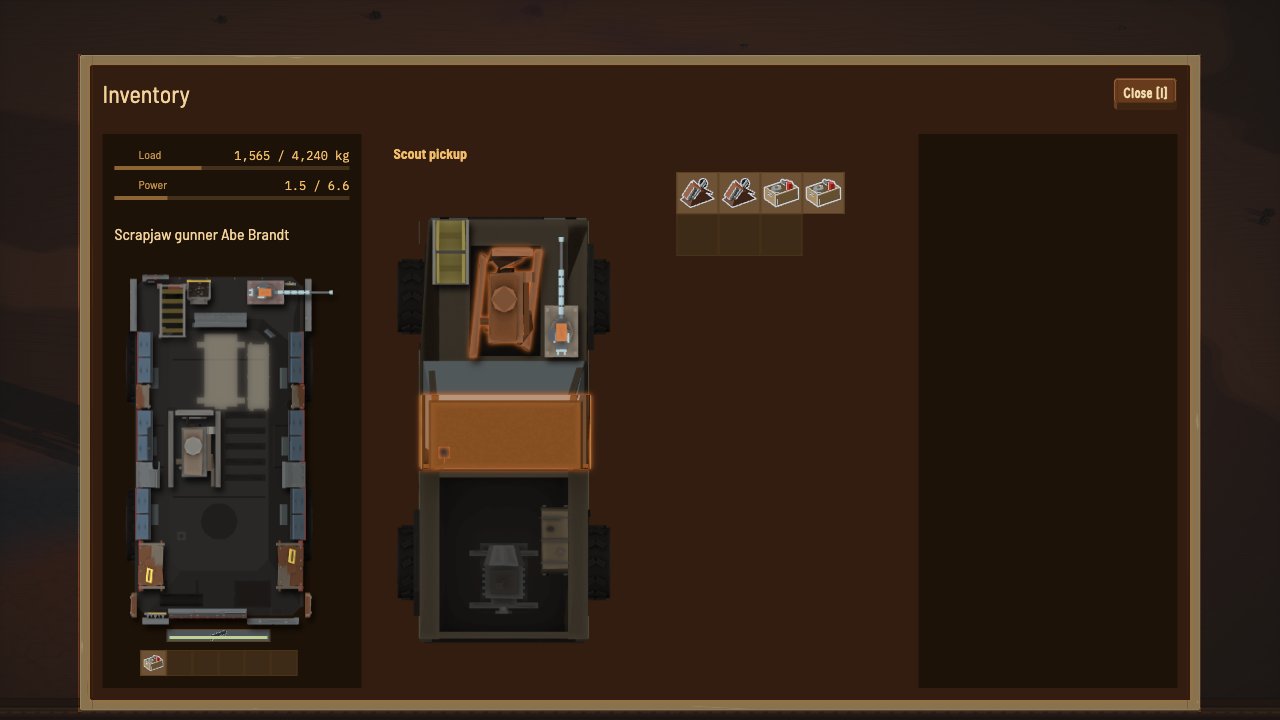 Inventory
Close [I]
Load 1,565 / 4,240 kg
Power 1.5 / 6.6
Scrapjaw gunner Abe Brandt
Scout pickup